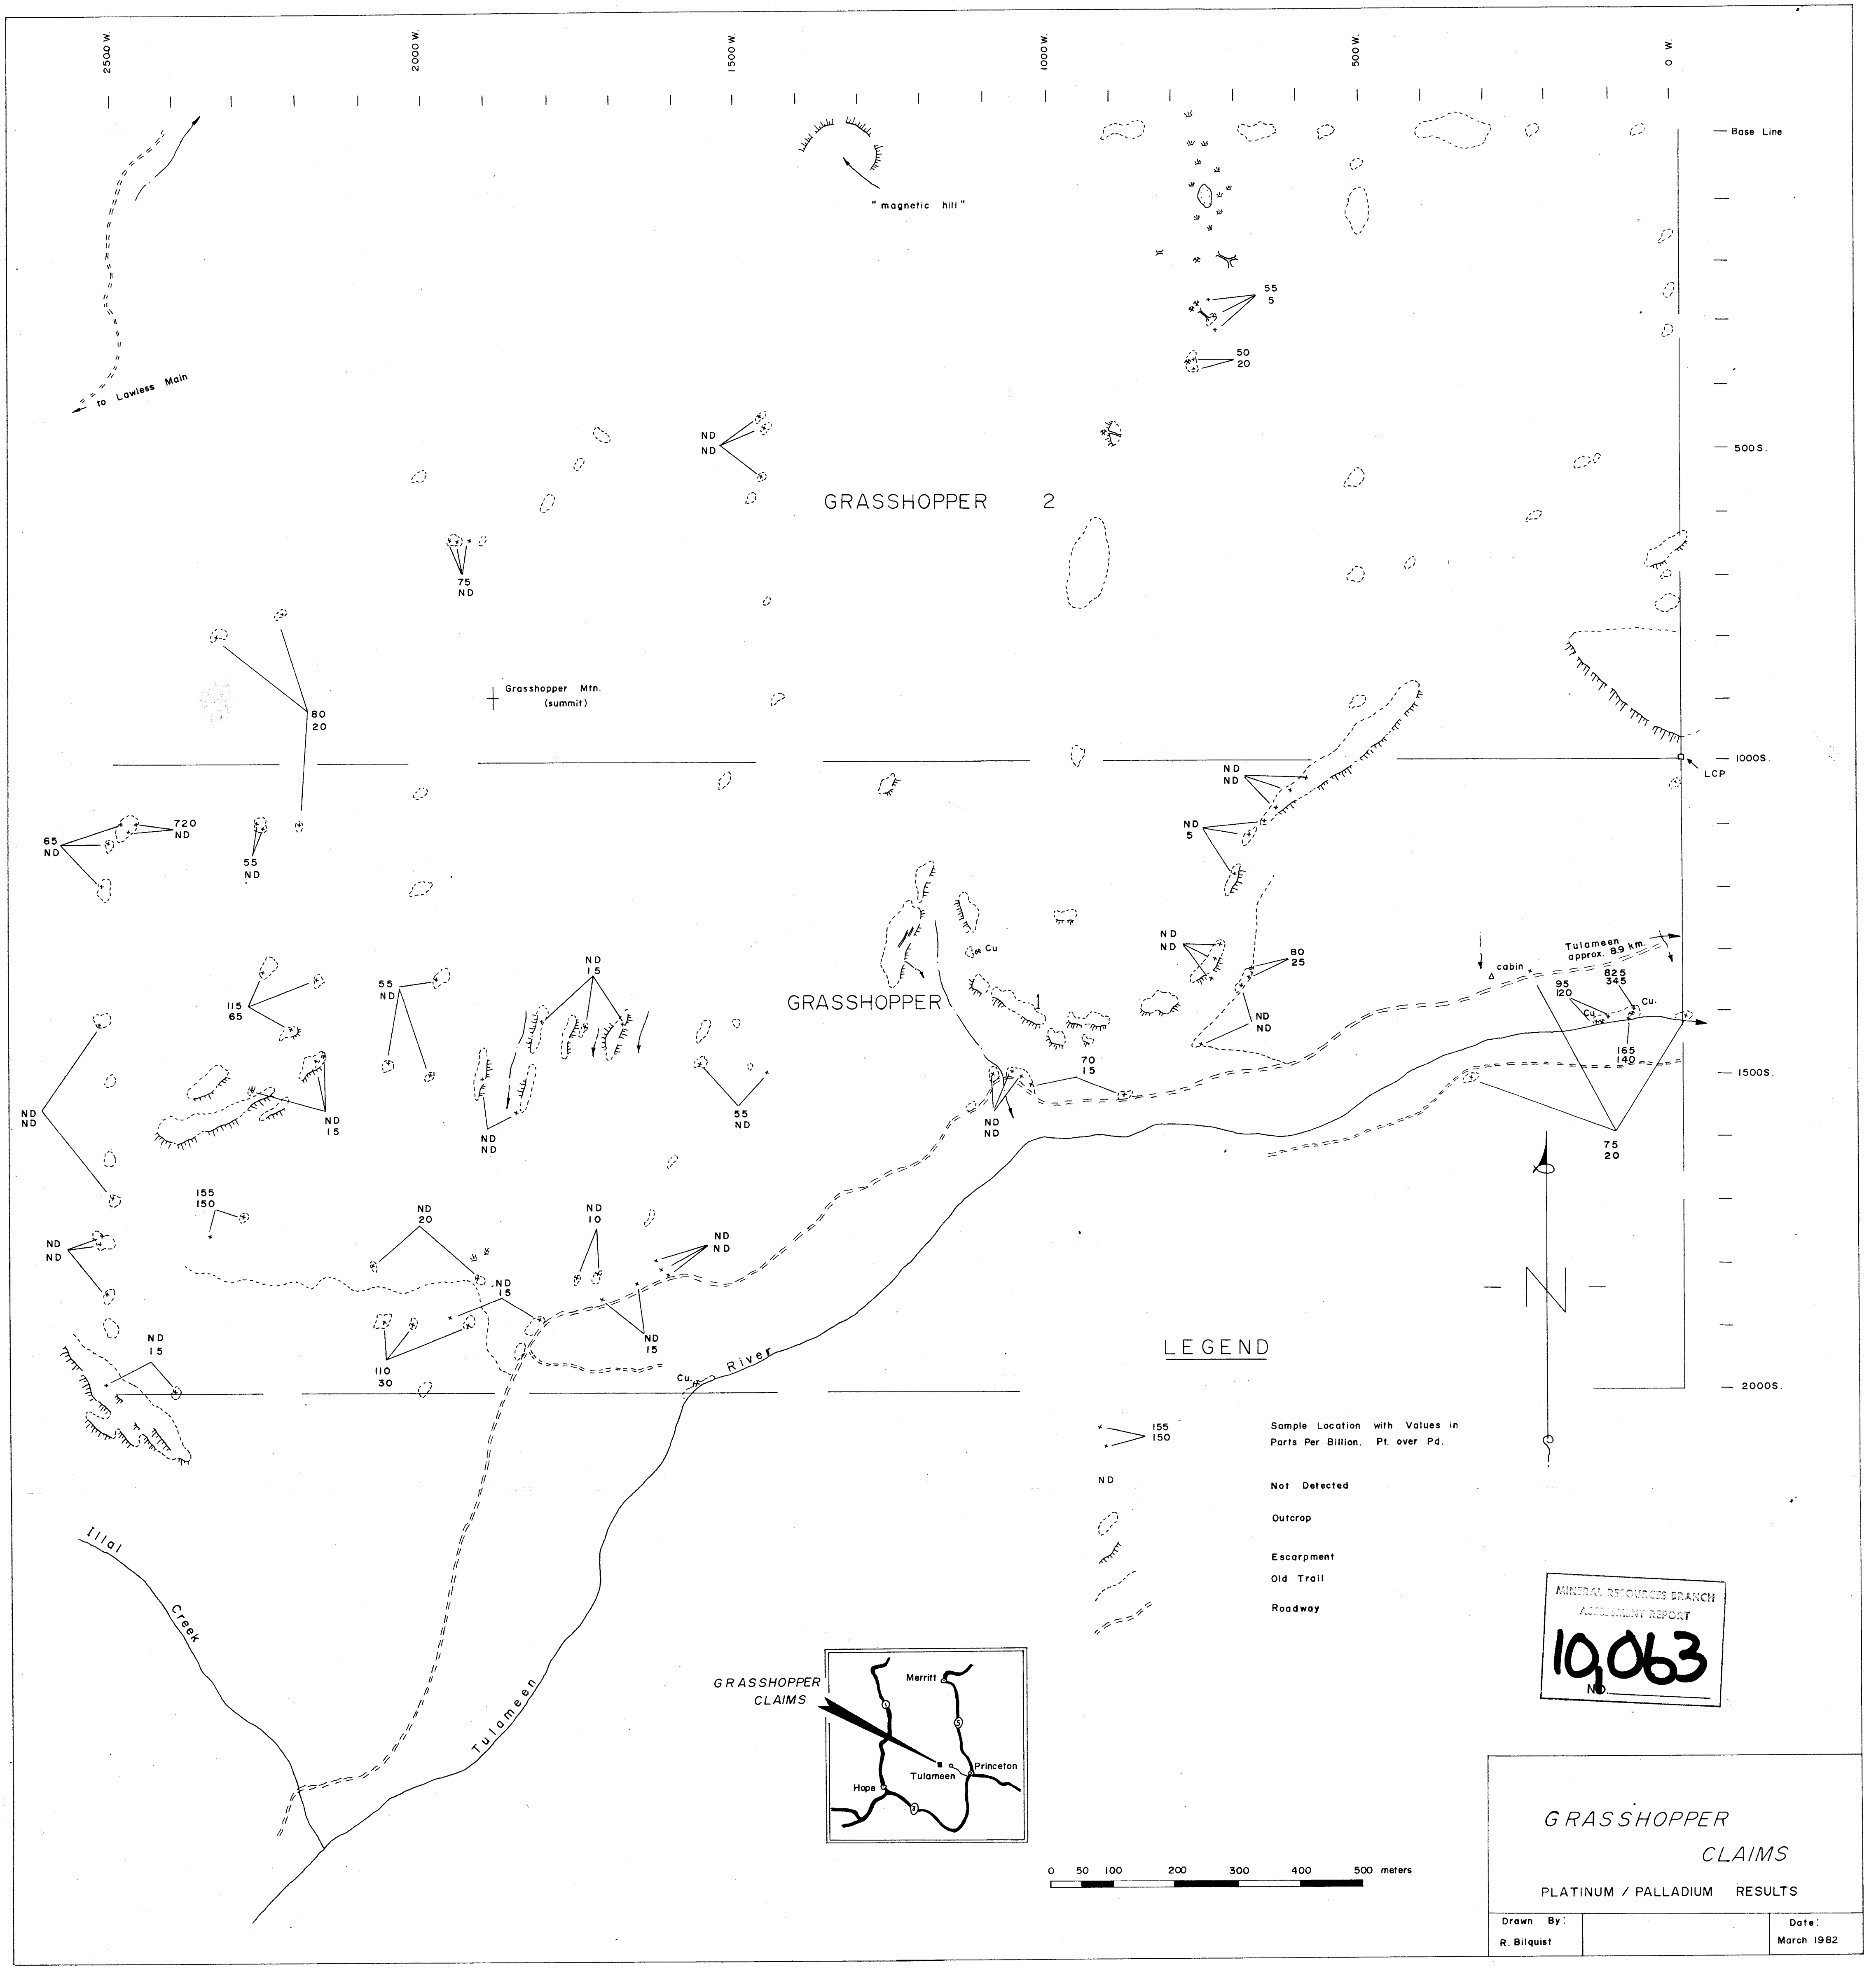 2500 W.
2000 W.
1500 W.
1000 W.
500 W.
0 W.
Base Line
"magnetic hill"
55
5
50
20
to Lawless Main
ND
ND
500S.
GRASSHOPPER 2
75
ND
Grasshopper Mtn.
(summit)
80
20
1000S.
LCP
ND
ND
65
ND
720
ND
55
ND
ND
5
Cu
ND
ND
80
25
Tulameen
approx. 8.9 km.
cabin
825
345
95
120
Cu.
Cu.
115
65
55
ND
ND
15
GRASSHOPPER 1
ND
ND
165
140
70
15
1500S.
ND
ND
ND
15
ND
ND
55
ND
ND
ND
75
20
155
150
ND
20
ND
10
ND
ND
ND
ND
ND
15
ND
15
ND
15
110
30
Cu.
River
N
2000S.
LEGEND
155
150
Sample Location with Values in
Parts Per Billion. Pt. over Pd.
ND
Not Detected
Outcrop
Escarpment
Old Trail
Roadway
Illal
Creek
Tulameen
MINERAL RESOURCES BRANCH
ASSESSMENT REPORT
10,063
NO.
GRASSHOPPER
CLAIMS
Merritt
1
5
Princeton
Tulameen
Hope
3
0 50 100 200 300 400 500 meters
GRASSHOPPER
CLAIMS
PLATINUM / PALLADIUM RESULTS
Drawn By:
R. Bilquist
Date:
March 1982